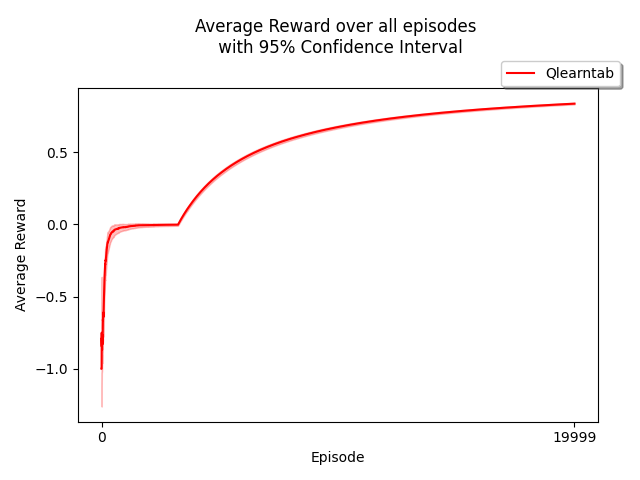 Average Reward over all episodes
with 95% Confidence Interval
Qlearntab
0.5
0.0
−0.5
−1.0
Average Reward
0
19999
Episode